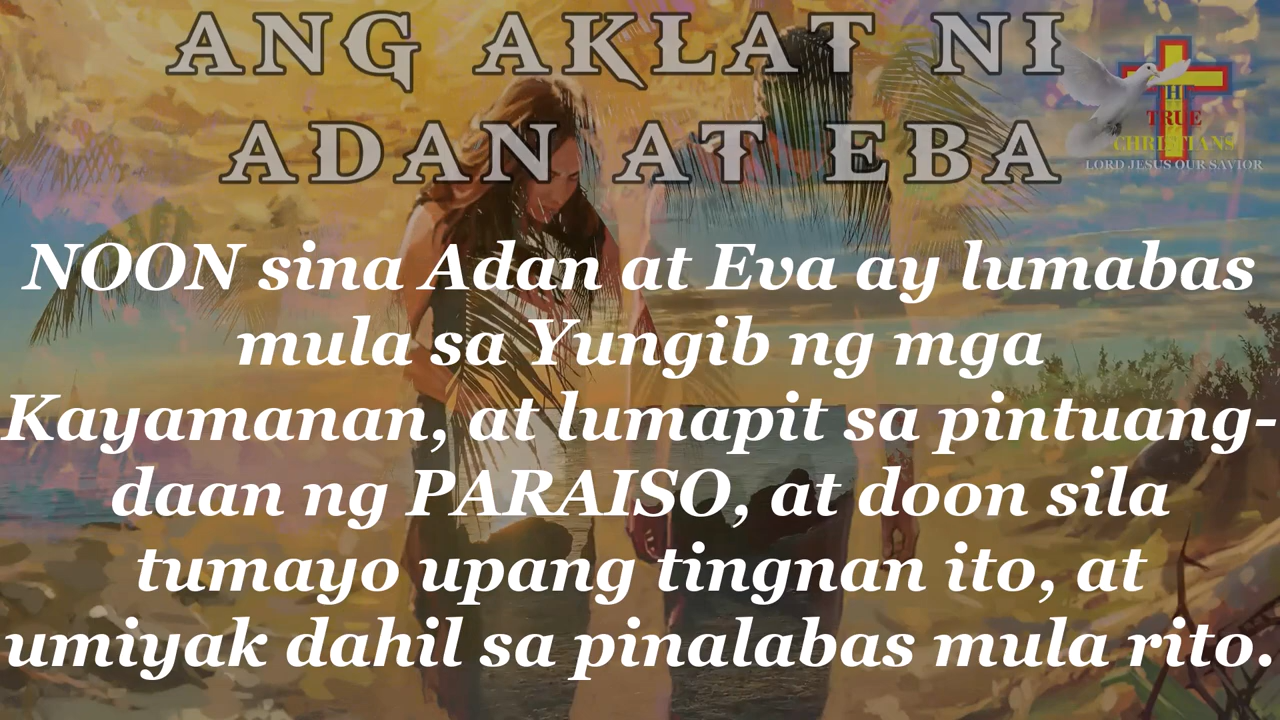 ANG AKLAT NI
ADAN AT EBA
THE
TRUE
CHRISTIANS
LORD JESUS OUR SAVIOR
NOON sina Adan at Eva ay lumabas
mula sa Yungib ng mga
Kayamanan, at lumapit sa pintuang-
daan ng PARAISO, at doon sila
tumayo upang tingnan ito, at
umiyak dahil sa pinalabas mula rito.